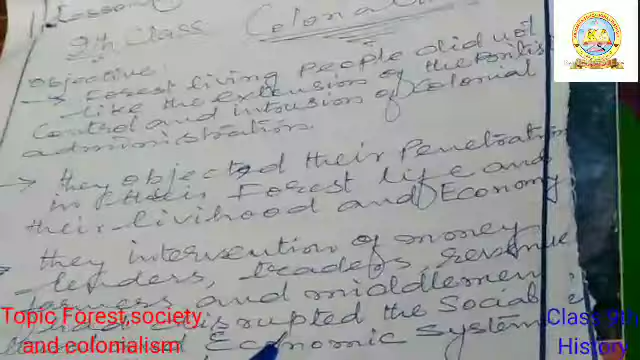 Lesson
9th Class Colonial
Objective:
→ Forest living people did not
like the extension of the British
Control and intrusion of Colonial
administration.
→ they objected their Penetration
in their Forest life and
their livihood and Economy
they intervention of money
lenders, traders, revenue
farmers and middlemen
disrupted the Social
Economic System
Topic Forest,society
and colonialism
Class 9th
History